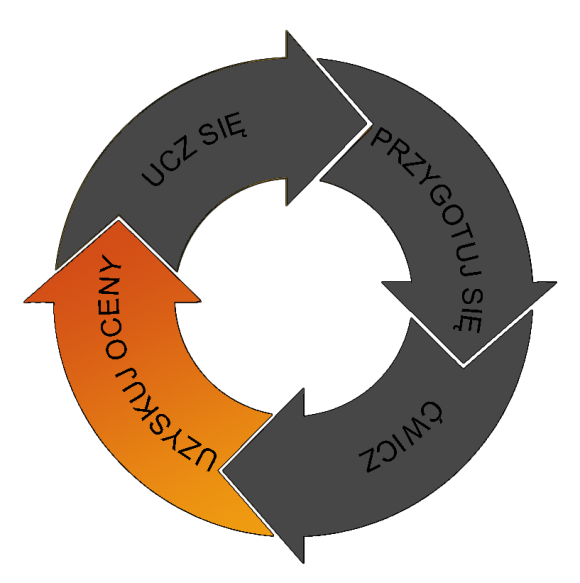 UCZ SIĘ
PRZYGOTUJ SIĘ
ĆWICZ
UZYSKUJ OCENY